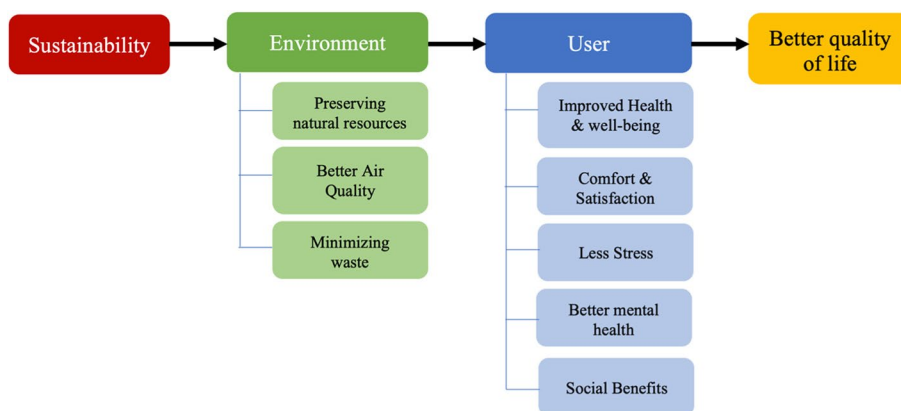 Sustainability
Environment
User
Better quality
of life
Preserving
natural resources
Better Air
Quality
Minimizing
waste
Improved Health
& well-being
Comfort &
Satisfaction
Less Stress
Better mental
health
Social Benefits